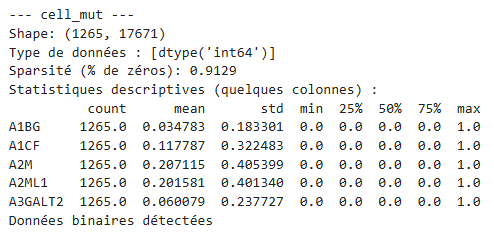 --- cell_mut ---
Shape: (1265, 17671)
Type de données : [dtype('int64')]
Sparsité (% de zéros): 0.9129
Statistiques descriptives (quelques colonnes) :
count mean std min 25% 50% 75% max
A1BG 1265.0 0.034783 0.183301 0.0 0.0 0.0 0.0 1.0
A1CF 1265.0 0.117787 0.322483 0.0 0.0 0.0 0.0 1.0
A2M 1265.0 0.207115 0.405399 0.0 0.0 0.0 0.0 1.0
A2ML1 1265.0 0.201581 0.401340 0.0 0.0 0.0 0.0 1.0
A3GALT2 1265.0 0.060079 0.237727 0.0 0.0 0.0 0.0 1.0
Données binaires détectées